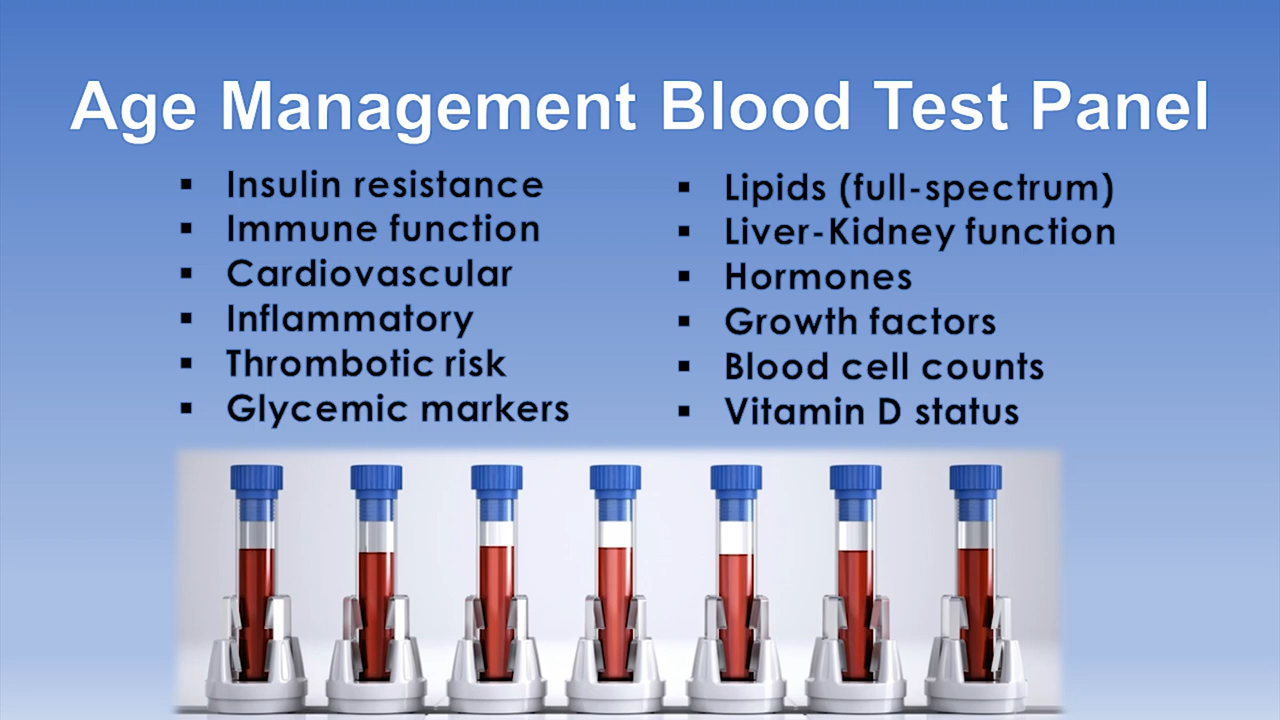 Age Management Blood Test Panel
▪ Insulin resistance
▪ Immune function
▪ Cardiovascular
▪ Inflammatory
▪ Thrombotic risk
▪ Glycemic markers
▪ Lipids (full-spectrum)
▪ Liver-Kidney function
▪ Hormones
▪ Growth factors
▪ Blood cell counts
▪ Vitamin D status